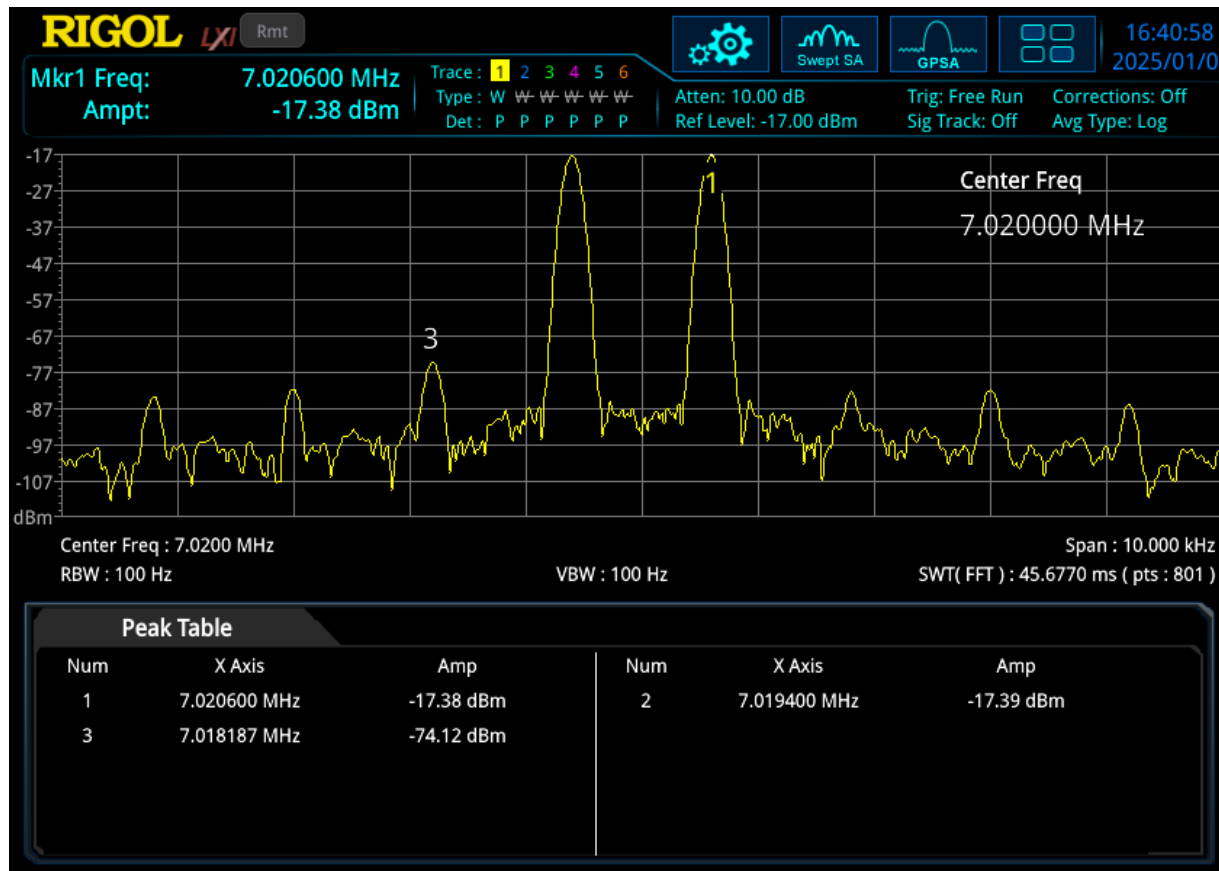 RIGOL LXI Rmt
Swept SA
GPSA
16:40:58
2025/01/0
Mkr1 Freq: 7.020600 MHz
Ampt: -17.38 dBm
Trace : 1 2 3 4 5 6
Type : W W W W W W
Det : P P P P P P
Atten: 10.00 dB
Ref Level: -17.00 dBm
Trig: Free Run
Sig Track: Off
Corrections: Off
Avg Type: Log
-17
-27
-37
-47
-57
-67
-77
-87
-97
-107
dBm
1
3
Center Freq
7.020000 MHz
Center Freq : 7.0200 MHz
Span : 10.000 kHz
RBW : 100 Hz
VBW : 100 Hz
SWT( FFT ) : 45.6770 ms ( pts : 801 )
Peak Table
Num X Axis Amp Num X Axis Amp
1 7.020600 MHz -17.38 dBm 2 7.019400 MHz -17.39 dBm
3 7.018187 MHz -74.12 dBm